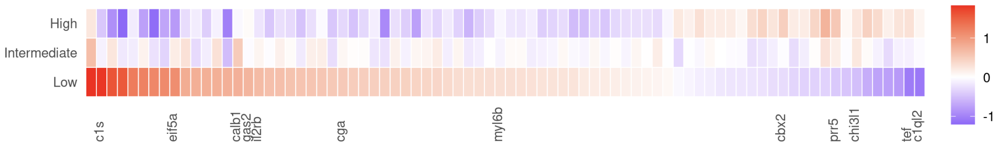 High
Intermediate
Low
c1s
eif5a
calb1
gas2
il2rb
cga
myl6b
cbx2
prr5
chi3l1
tef
c1ql2
1
0
-1